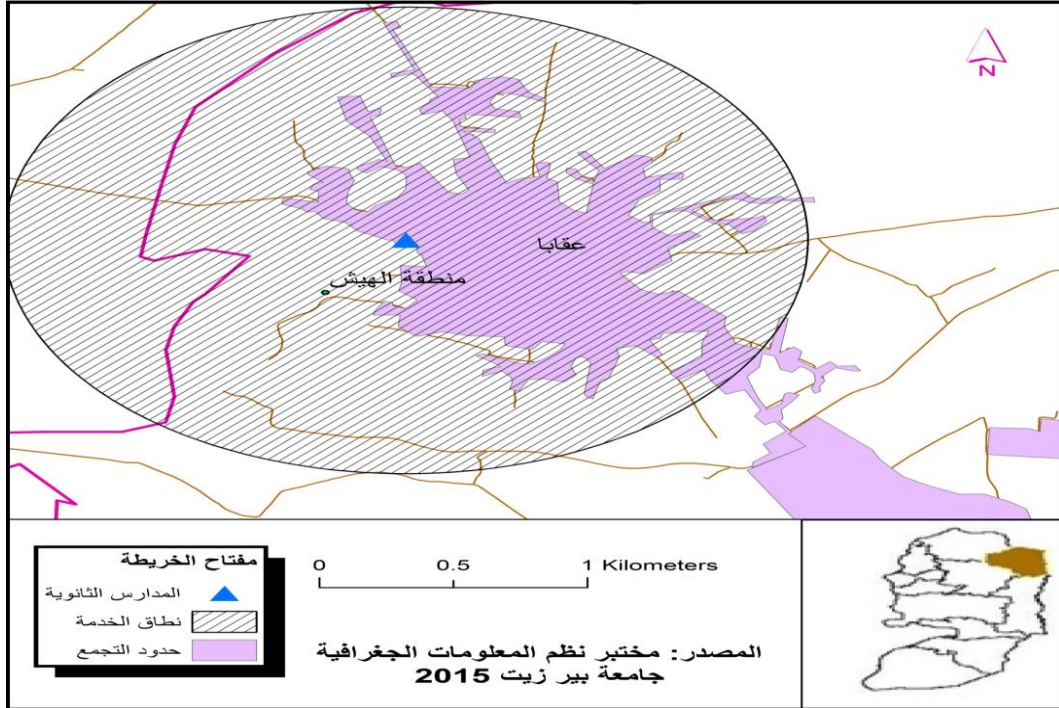 N
عقابا
منطقة الهيش
مفتاح الخريطة
المدارس الثانوية
نطاق الخدمة
حدود التجمع
0 0.5 1 Kilometers
المصدر: مختبر نظم المعلومات الجغرافية
جامعة بير زيت 2015